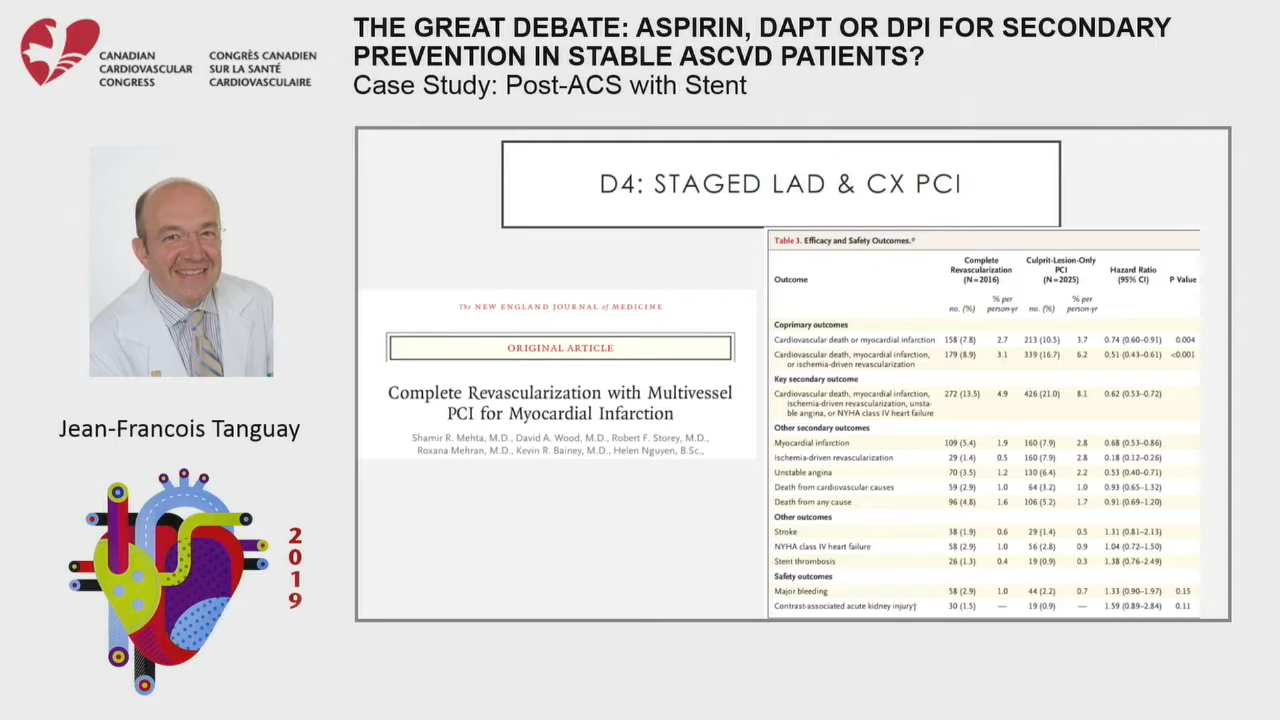 THE GREAT DEBATE: ASPIRIN, DAPT OR DPI FOR SECONDARY
PREVENTION IN STABLE ASCVD PATIENTS?
Case Study: Post-ACS with Stent
CANADIAN
CARDIOVASCULAR
CONGRESS
CONGRÈS CANADIEN
SUR LA SANTÉ
CARDIOVASCULAIRE
Jean-Francois Tanguay
2019
D4: STAGED LAD & CX PCI
The NEW ENGLAND JOURNAL of MEDICINE
ORIGINAL ARTICLE
Complete Revascularization with Multivessel
PCI for Myocardial Infarction
Shamir R. Mehta, M.D., David A. Wood, M.D., Robert F. Storey, M.D.,
Roxana Mehran, M.D., Kevin R. Bainey, M.D., Helen Nguyen, B.Sc.,
Table 3. Efficacy and Safety Outcomes.*
Outcome Complete Revascularization (N=2016) Culprit-Lesion-Only PCI (N=2025) Hazard Ratio (95% CI) P Value
no. (%) % per person-yr no. (%) % per person-yr
Coprimary outcomes
Cardiovascular death or myocardial infarction 158 (7.8) 2.7 213 (10.5) 3.7 0.74 (0.60–0.91) 0.004
Cardiovascular death, myocardial infarction, 179 (8.9) 3.1 339 (16.7) 6.2 0.51 (0.43–0.61) <0.001
or ischemia-driven revascularization
Key secondary outcome
Cardiovascular death, myocardial infarction, 272 (13.5) 4.9 426 (21.0) 8.1 0.62 (0.53–0.72)
ischemia-driven revascularization, unsta-
ble angina, or NYHA class IV heart failure
Other secondary outcomes
Myocardial infarction 109 (5.4) 1.9 160 (7.9) 2.8 0.68 (0.53–0.86)
Ischemia-driven revascularization 29 (1.4) 0.5 160 (7.9) 2.8 0.18 (0.12–0.26)
Unstable angina 70 (3.5) 1.2 130 (6.4) 2.2 0.53 (0.40–0.71)
Death from cardiovascular causes 59 (2.9) 1.0 64 (3.2) 1.0 0.93 (0.65–1.32)
Death from any cause 96 (4.8) 1.6 106 (5.2) 1.7 0.91 (0.69–1.20)
Other outcomes
Stroke 38 (1.9) 0.6 29 (1.4) 0.5 1.31 (0.81–2.13)
NYHA class IV heart failure 58 (2.9) 1.0 56 (2.8) 0.9 1.04 (0.72–1.50)
Stent thrombosis 26 (1.3) 0.4 19 (0.9) 0.3 1.38 (0.76–2.49)
Safety outcomes
Major bleeding 58 (2.9) 1.0 44 (2.2) 0.7 1.33 (0.90–1.97) 0.15
Contrast-associated acute kidney injury† 30 (1.5) — 19 (0.9) — 1.59 (0.89–2.84) 0.11